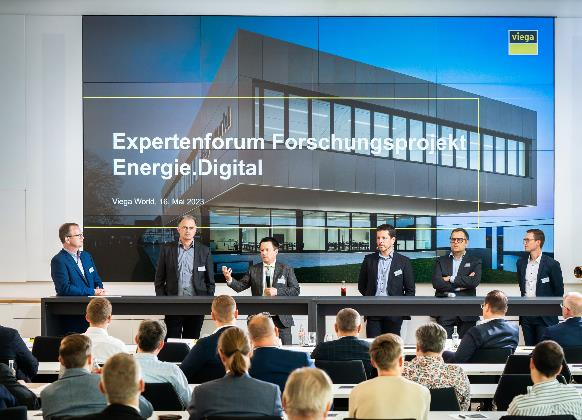 viega
Expertenforum Forschungsprojekt
Energie.Digital
Viega World, 16. Mai 2023